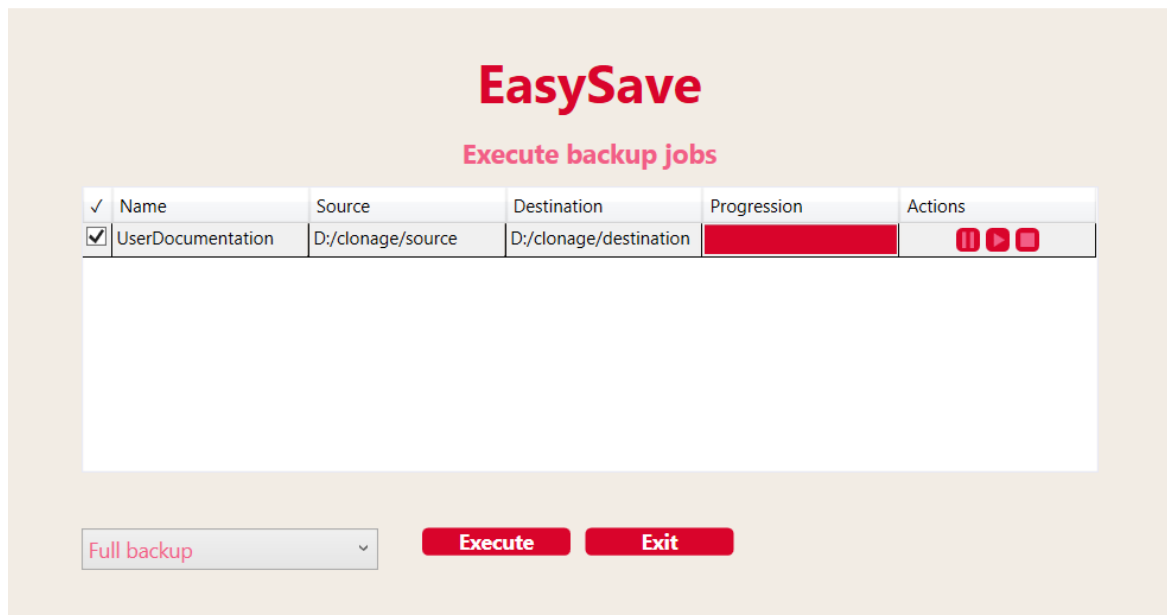 EasySave
Execute backup jobs
✓ Name Source Destination Progression Actions
UserDocumentation D:/clonage/source D:/clonage/destination
Full backup Execute Exit